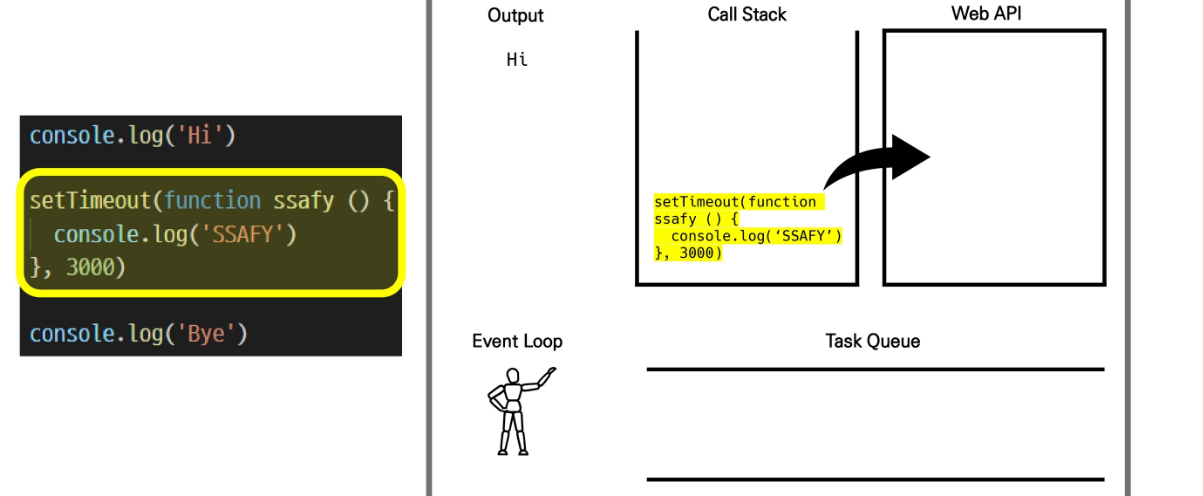 console.log('Hi')
setTimeout(function ssafy () {
console.log('SSAFY')
}, 3000)
console.log('Bye')
Output
Hi
Call Stack
Web API
setTimeout(function
ssafy () {
console.log(‘SSAFY’)
}, 3000)
Event Loop
Task Queue